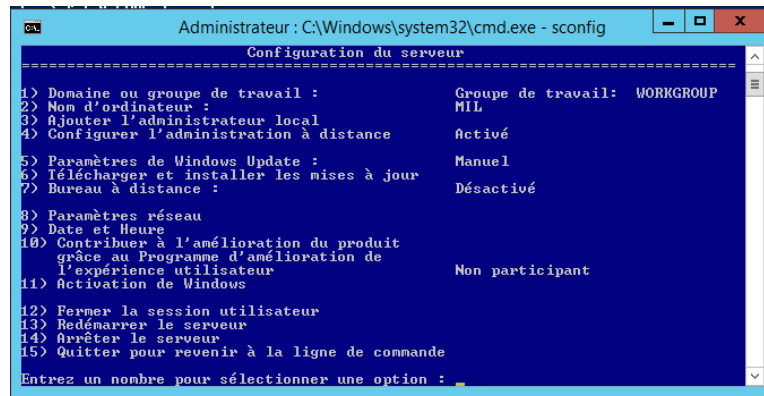 Administrateur : C:\Windows\system32\cmd.exe - sconfig
Configuration du serveur
===============================================================================
1) Domaine ou groupe de travail : Groupe de travail: WORKGROUP
2) Nom d'ordinateur : MIL
3) Ajouter l'administrateur local
4) Configurer l'administration à distance Activé
5) Paramètres de Windows Update : Manuel
6) Télécharger et installer les mises à jour
7) Bureau à distance : Désactivé
8) Paramètres réseau
9) Date et Heure
10) Contribuer à l'amélioration du produit
grâce au Programme d'amélioration de
l'expérience utilisateur Non participant
11) Activation de Windows
12) Fermer la session utilisateur
13) Redémarrer le serveur
14) Arrêter le serveur
15) Quitter pour revenir à la ligne de commande
Entrez un nombre pour sélectionner une option : _